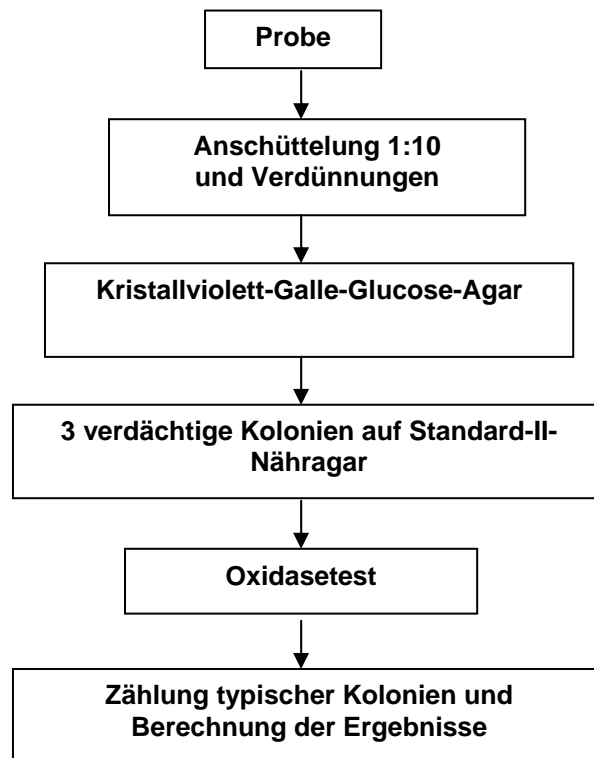 Probe
Anschüttelung 1:10
und Verdünnungen
Kristallviolett-Galle-Glucose-Agar
3 verdächtige Kolonien auf Standard-II-
Nähragar
Oxidasetest
Zählung typischer Kolonien und
Berechnung der Ergebnisse